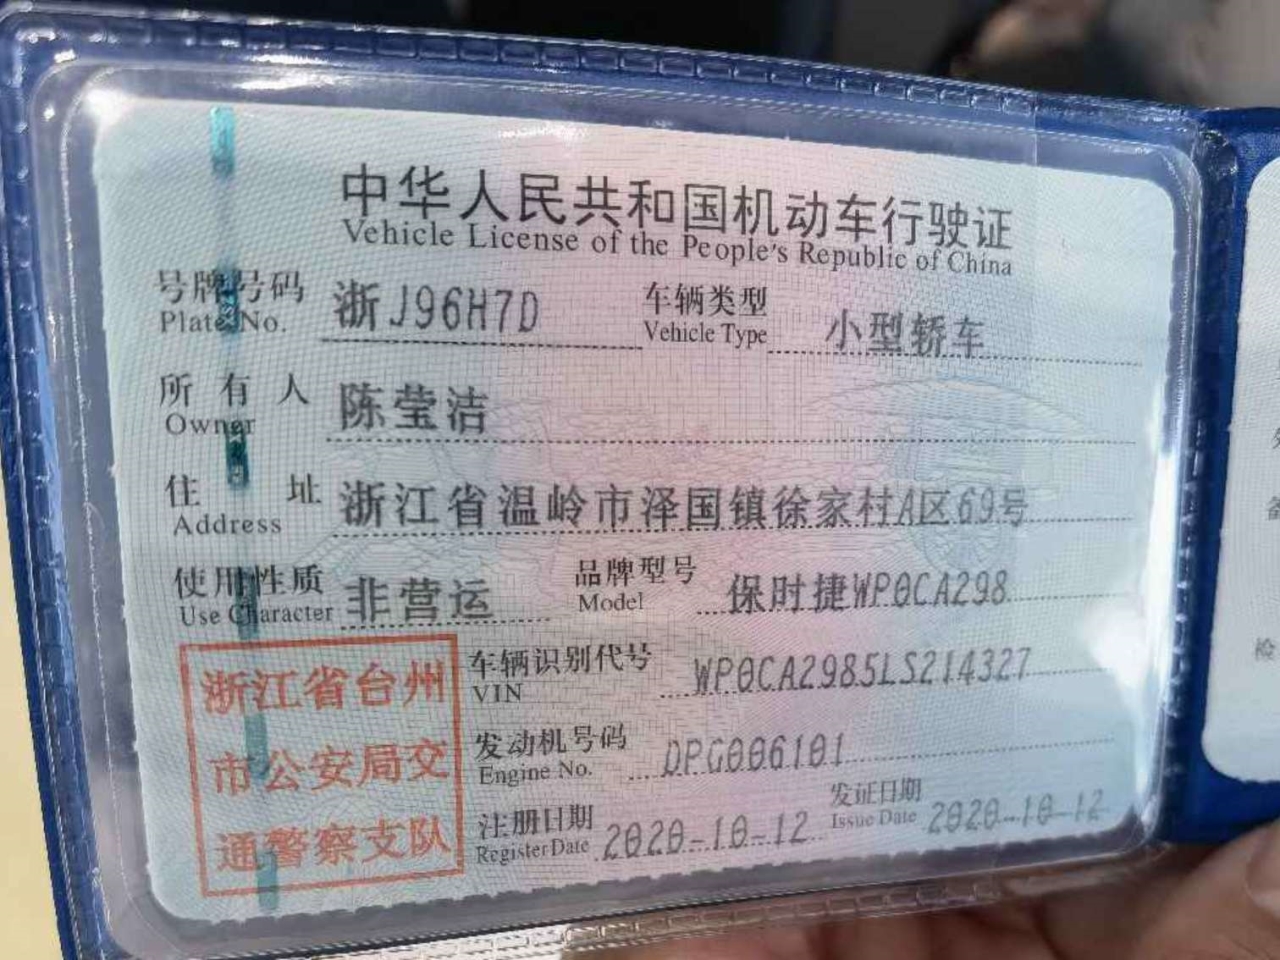 中华人民共和国机动车行驶证
Vehicle License of the People's Republic of China
号牌号码 浙J96H7D 车辆类型 小型轿车
Plate No. Vehicle Type
所有人 陈莹洁
Owner
住址 浙江省温岭市泽国镇徐家村A区69号
Address
使用性质 非营运 品牌型号 保时捷WP0CA298
Use Character Model
浙江省台州
市公安局交
通警察支队
车辆识别代号 WP0CA2985LS214327
VIN
发动机号码 DPG006101
Engine No.
注册日期 2020-10-12 发证日期 2020-10-12
Register Date Issue Date
检